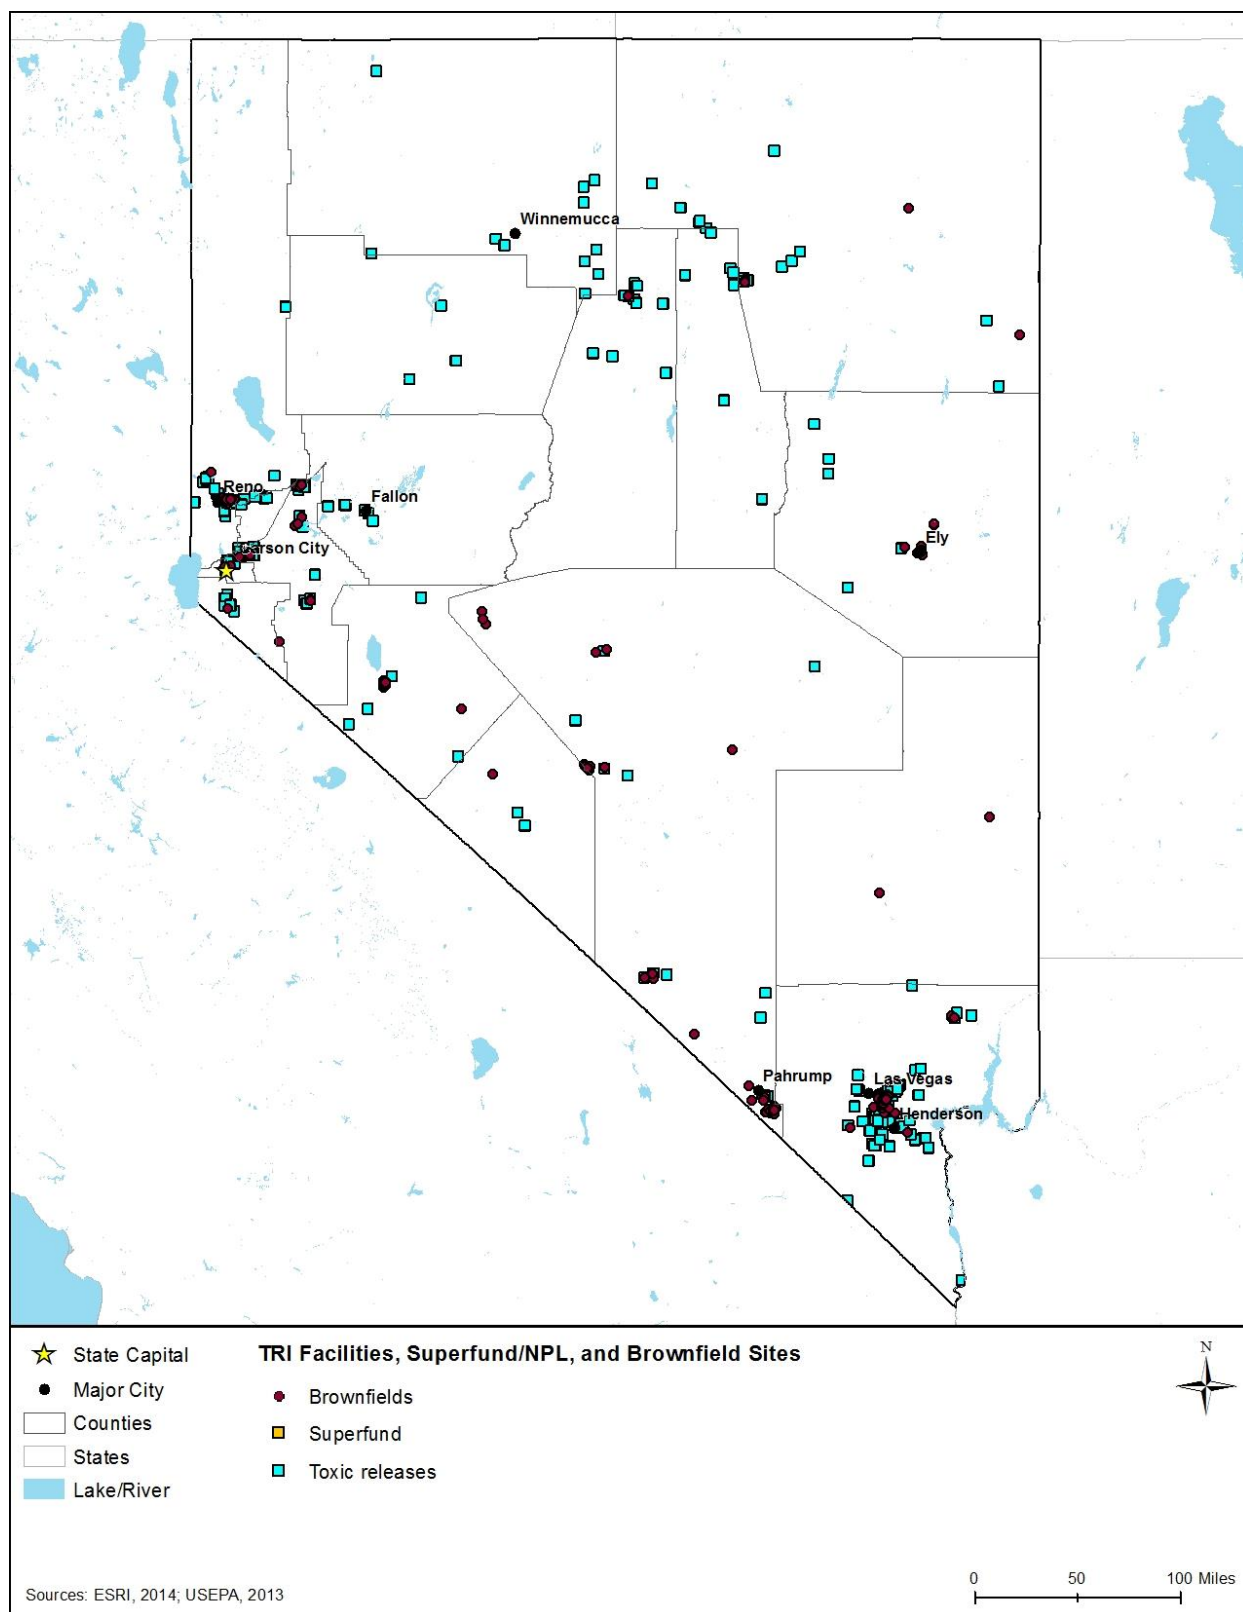 Winnemucca
Reno
Fallon
Carson City
Ely
Pahrump
Las Vegas
Henderson
State Capital
Major City
Counties
States
Lake/River
TRI Facilities, Superfund/NPL, and Brownfield Sites
Brownfields
Superfund
Toxic releases
N
Sources: ESRI, 2014; USEPA, 2013
0 50 100 Miles